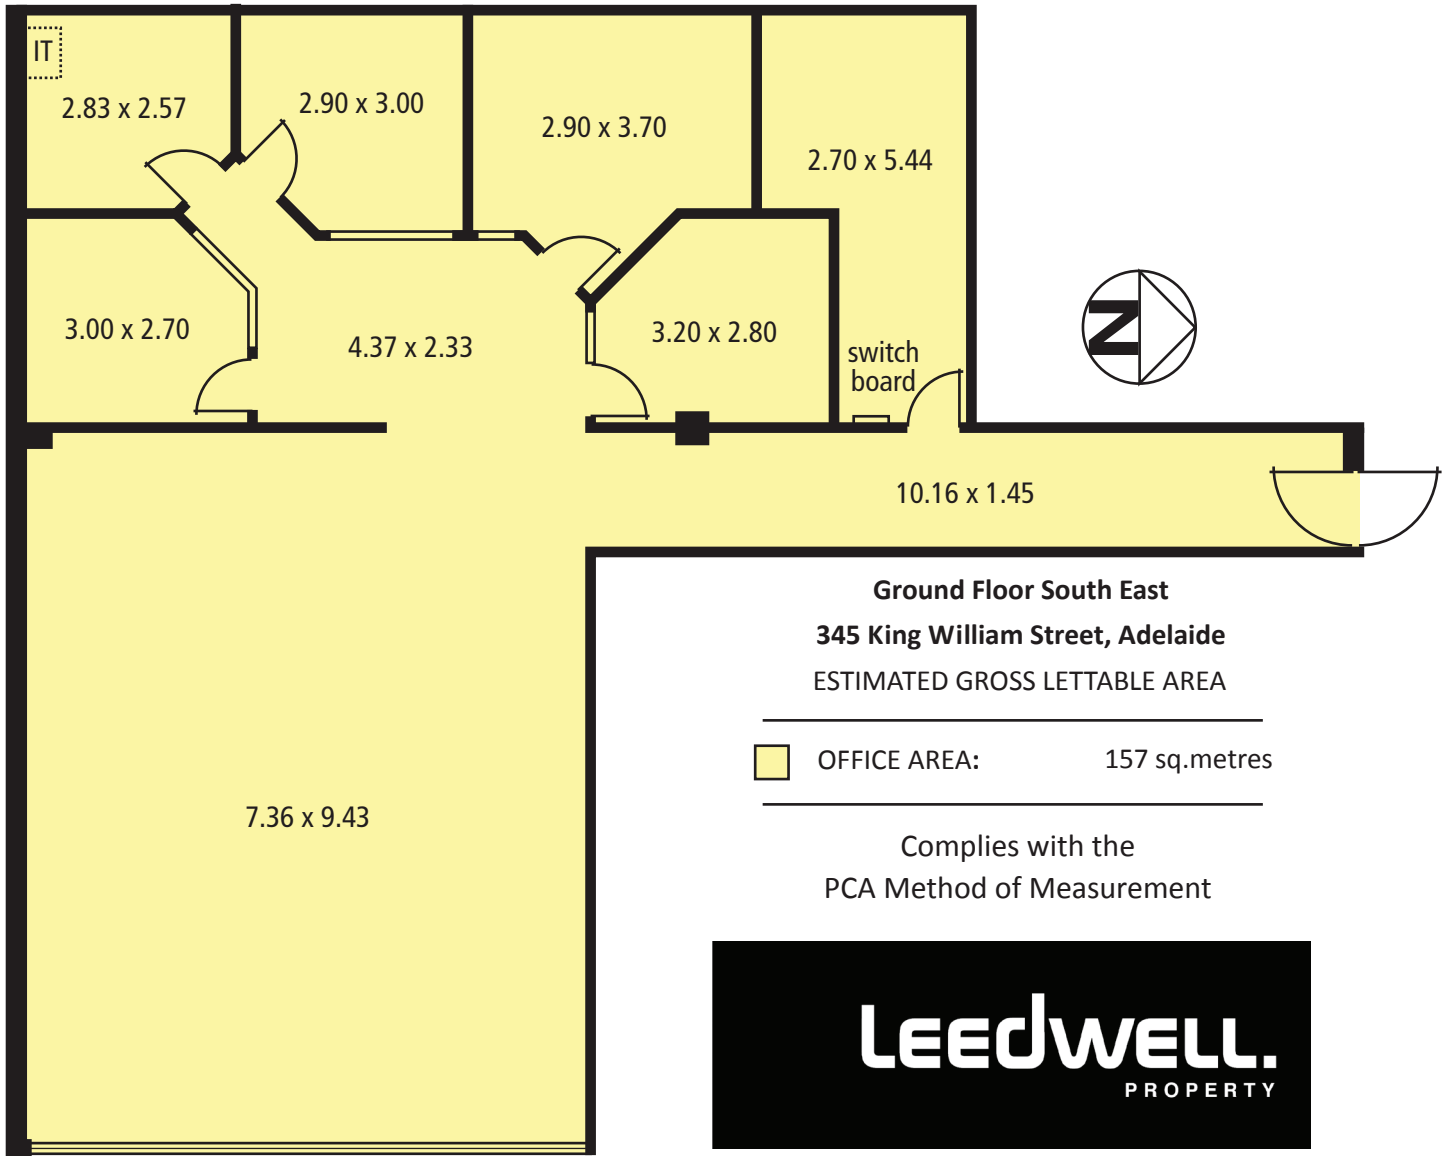 IT
2.83 x 2.57
2.90 x 3.00
2.90 x 3.70
2.70 x 5.44
3.00 x 2.70
4.37 x 2.33
3.20 x 2.80
switch
board
N
10.16 x 1.45
7.36 x 9.43
Ground Floor South East
345 King William Street, Adelaide
ESTIMATED GROSS LETTABLE AREA
OFFICE AREA: 157 sq.metres
Complies with the
PCA Method of Measurement
LEEDWELL.
PROPERTY